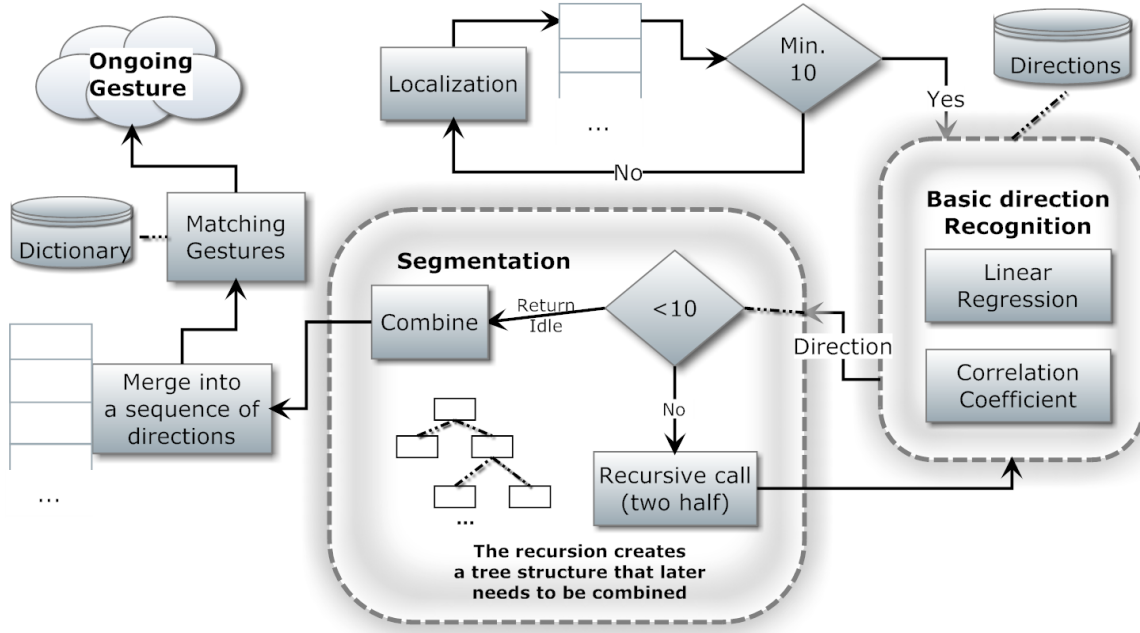 Ongoing
Gesture
Localization
...
Min.
10
Yes
No
Directions
Basic direction
Recognition
Linear
Regression
Correlation
Coefficient
Direction
Segmentation
<10
Return
Idle
Combine
No
Recursive call
(two half)
...
The recursion creates
a tree structure that later
needs to be combined
Merge into
a sequence of
directions
...
Matching
Gestures
Dictionary